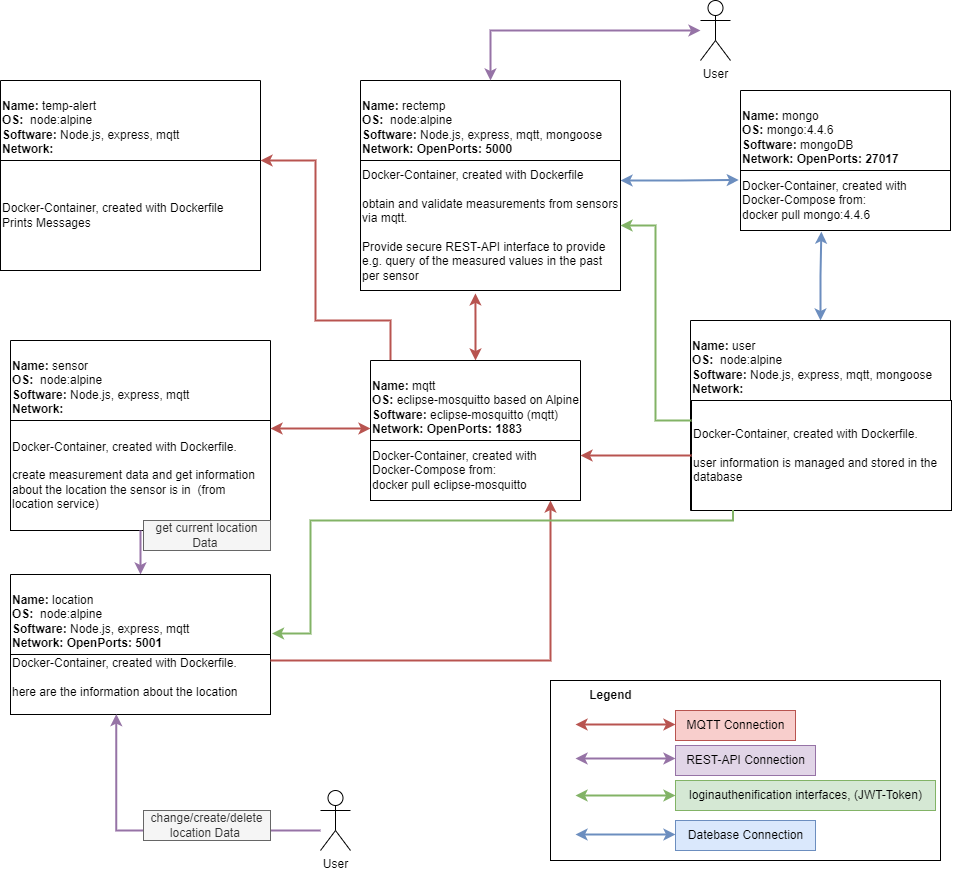 User
Name: temp-alert
OS:  node:alpine
Software: Node.js, express, mqtt
Network:
Docker-Container, created with Dockerfile
Prints Messages
Name: rectemp
OS:  node:alpine
Software: Node.js, express, mqtt, mongoose
Network: OpenPorts: 5000
Docker-Container, created with Dockerfile
obtain and validate measurements from sensors
via mqtt.
Provide secure REST-API interface to provide
e.g. query of the measured values in the past
per sensor
Name: mongo
OS: mongo:4.4.6
Software: mongoDB
Network: OpenPorts: 27017
Docker-Container, created with
Docker-Compose from:
docker pull mongo:4.4.6
Name: sensor
OS:  node:alpine
Software: Node.js, express, mqtt
Network:
Docker-Container, created with Dockerfile.
create measurement data and get information
about the location the sensor is in  (from
location service)
get current location
Data
Name: mqtt
OS: eclipse-mosquitto based on Alpine
Software: eclipse-mosquitto (mqtt)
Network: OpenPorts: 1883
Docker-Container, created with
Docker-Compose from:
docker pull eclipse-mosquitto
Name: user
OS:  node:alpine
Software: Node.js, express, mqtt, mongoose
Network:
Docker-Container, created with Dockerfile.
user information is managed and stored in the
database
Name: location
OS:  node:alpine
Software: Node.js, express, mqtt
Network: OpenPorts: 5001
Docker-Container, created with Dockerfile.
here are the information about the location
change/create/delete
location Data
User
Legend
MQTT Connection
REST-API Connection
loginauthenification interfaces, (JWT-Token)
Datebase Connection